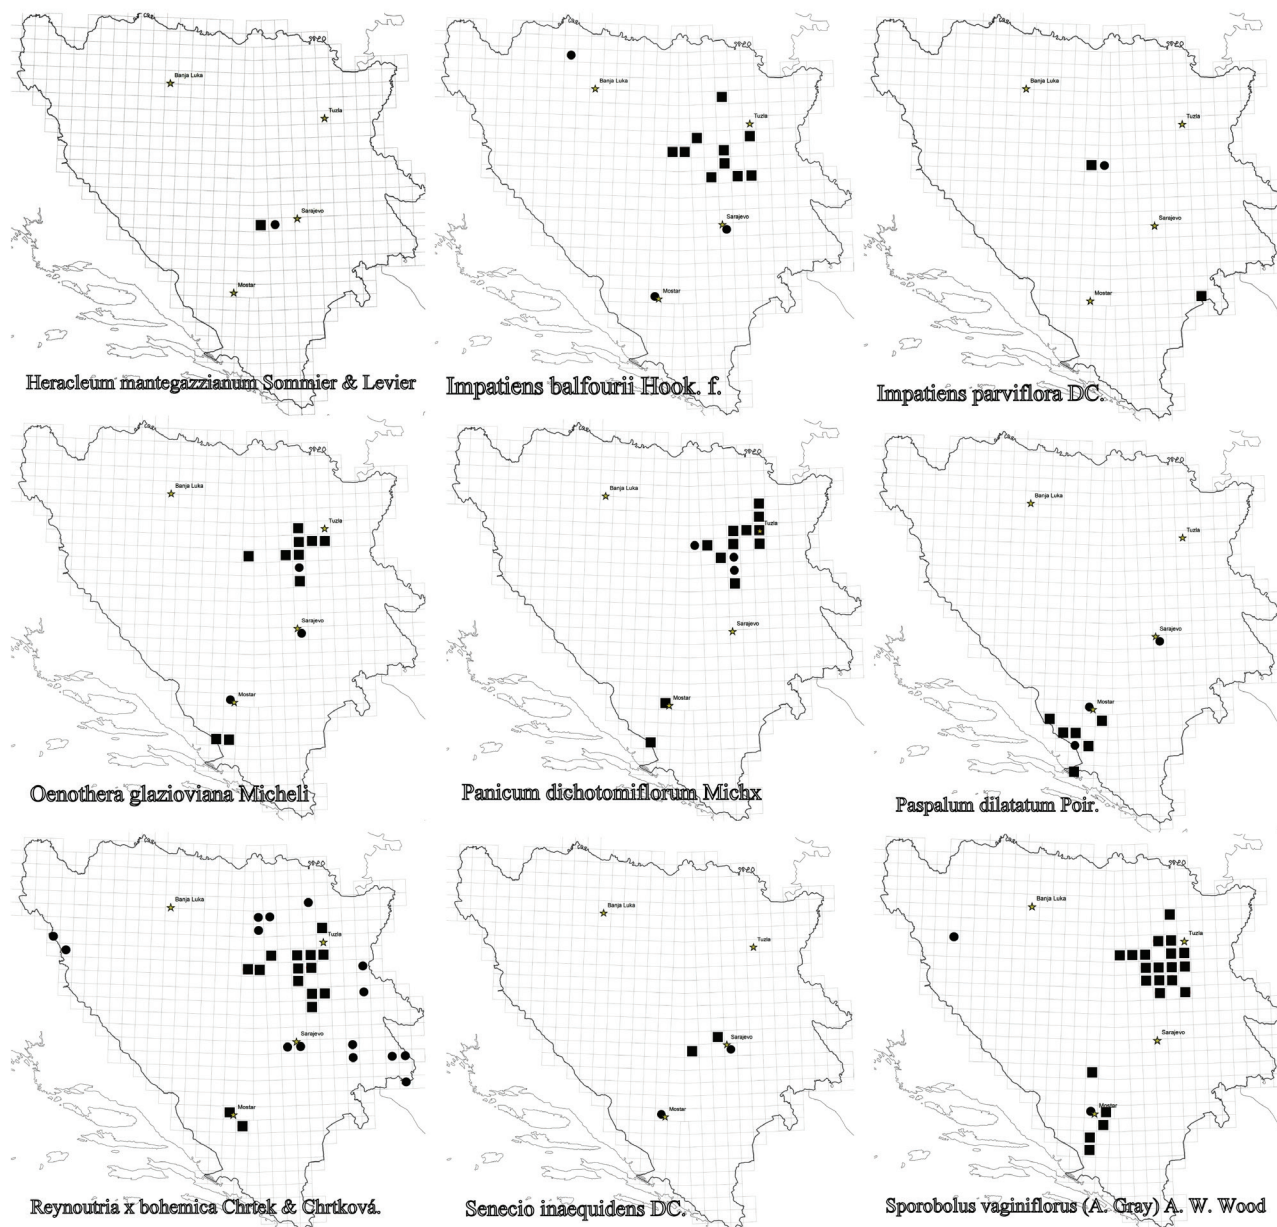 Banja Luka
Tuzla
Sarajevo
Mostar
Heracleum mantegazzianum Sommier & Levier
Banja Luka
Tuzla
Sarajevo
Mostar
Impatiens balfourii Hook. f.
Banja Luka
Tuzla
Sarajevo
Mostar
Impatiens parviflora DC.
Banja Luka
Tuzla
Sarajevo
Mostar
Oenothera glazioviana Micheli
Banja Luka
Tuzla
Sarajevo
Mostar
Panicum dichotomiflorum Michx
Banja Luka
Tuzla
Sarajevo
Mostar
Paspalum dilatatum Poir.
Banja Luka
Tuzla
Sarajevo
Mostar
Reynoutria x bohemica Chrtek & Chrtková.
Banja Luka
Tuzla
Sarajevo
Mostar
Senecio inaequidens DC.
Banja Luka
Tuzla
Sarajevo
Mostar
Sporobolus vaginiflorus (A. Gray) A. W. Wood